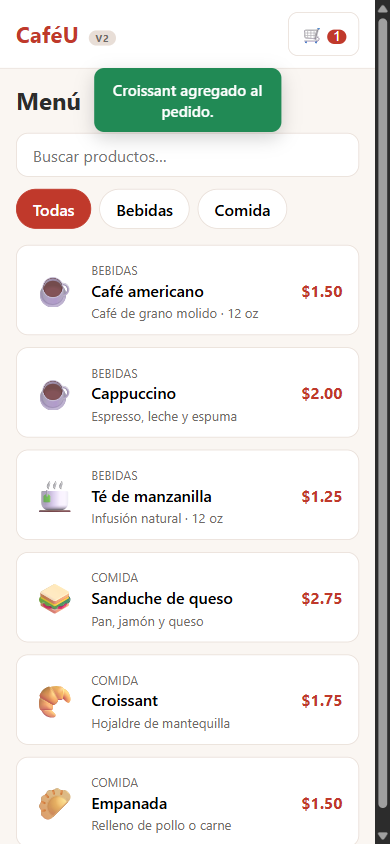 CaféU V2 1
Croissant agregado al
pedido.
Menú
Buscar productos...
Todas Bebidas Comida
BEBIDAS
Café americano $1.50
Café de grano molido · 12 oz
BEBIDAS
Cappuccino $2.00
Espresso, leche y espuma
BEBIDAS
Té de manzanilla $1.25
Infusión natural · 12 oz
COMIDA
Sanduche de queso $2.75
Pan, jamón y queso
COMIDA
Croissant $1.75
Hojaldre de mantequilla
COMIDA
Empanada $1.50
Relleno de pollo o carne